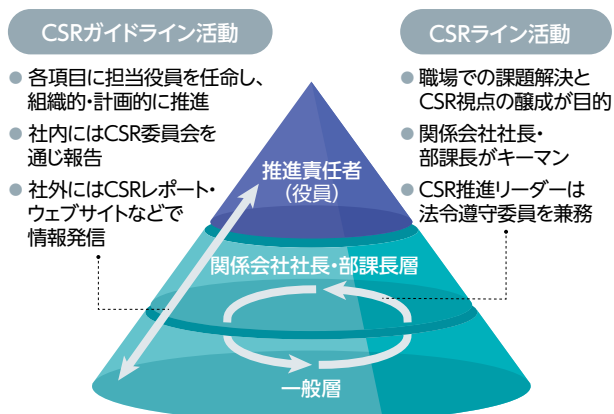 CSRガイドライン活動
● 各項目に担当役員を任命し、
組織的・計画的に推進
● 社内にはCSR委員会を
通じ報告
● 社外にはCSRレポート・
ウェブサイトなどで
情報発信
CSRライン活動
● 職場での課題解決と
CSR視点の醸成が目的
● 関係会社社長・
部課長がキーマン
● CSR推進リーダーは
法令遵守委員を兼務
推進責任者
（役員）
関係会社社長・部課長層
一般層